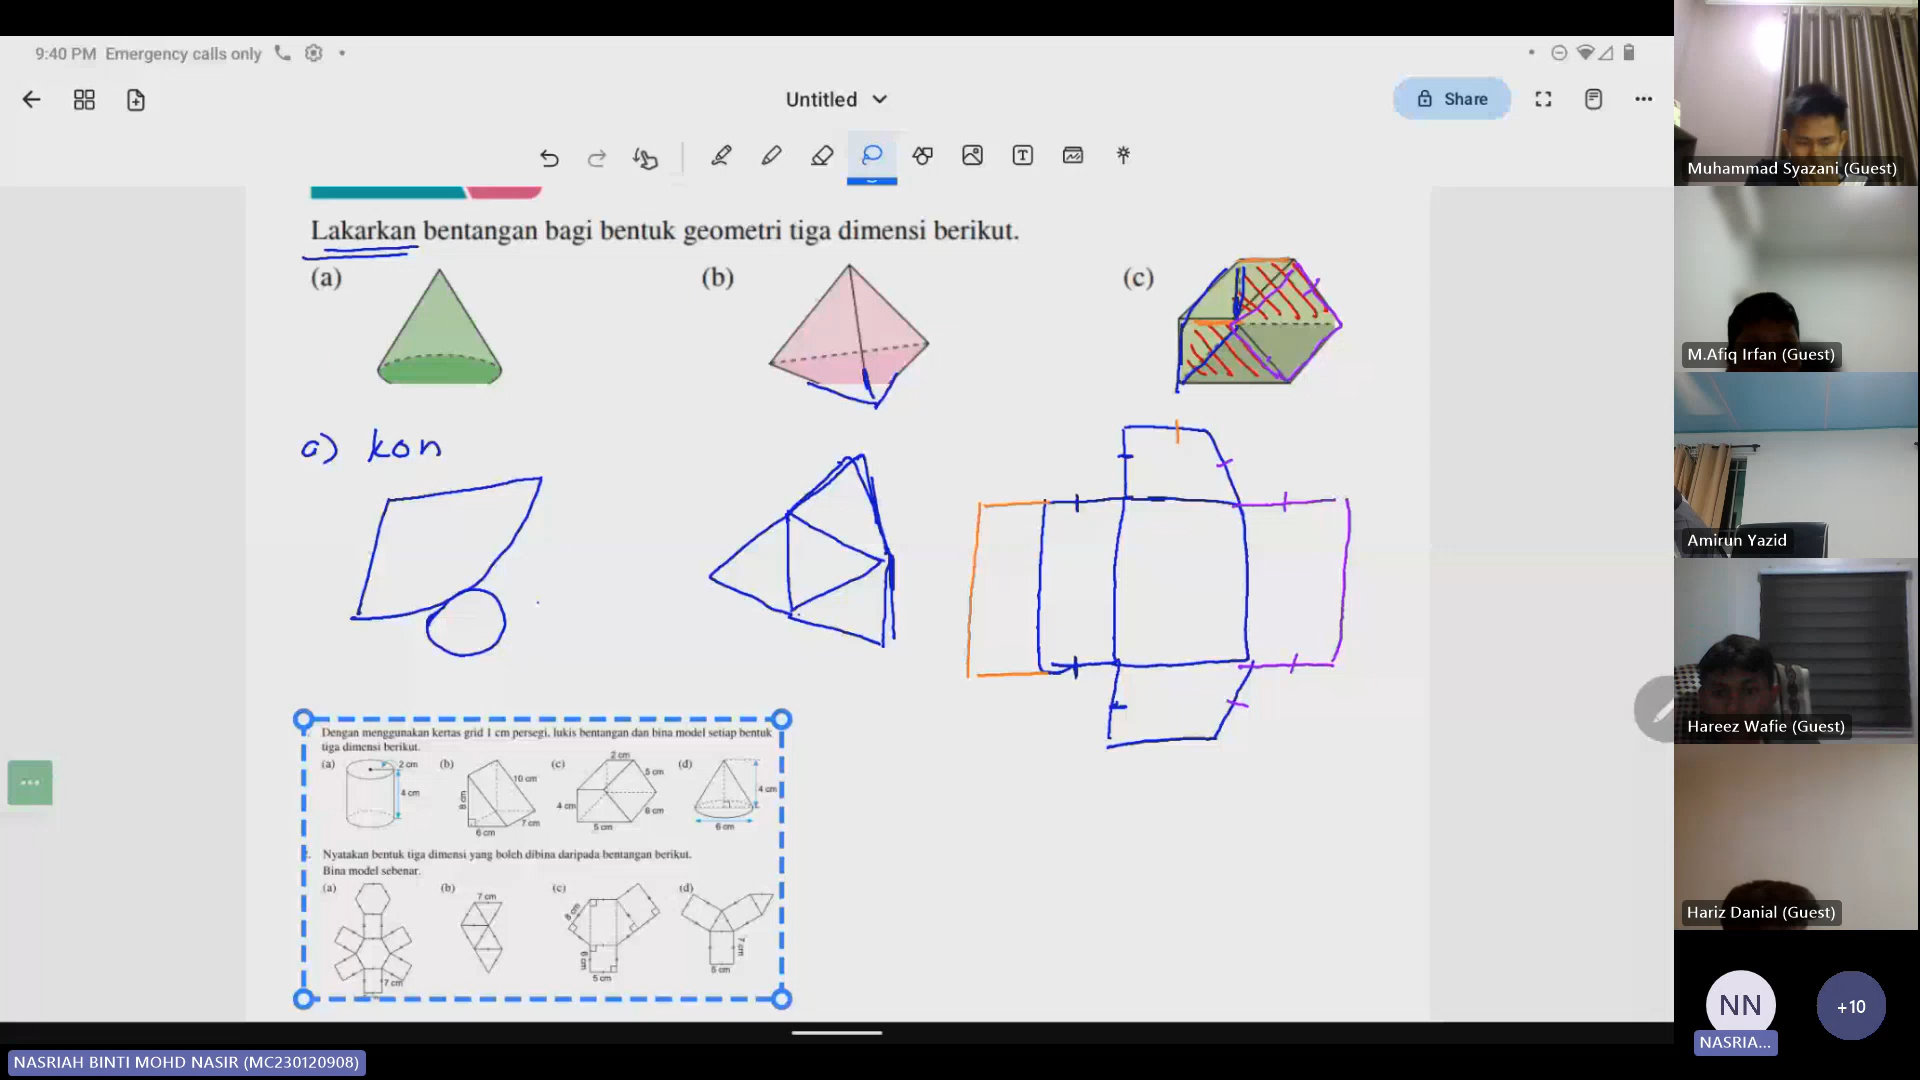 9:40 PM Emergency calls only
Untitled
Share
Lakarkan bentangan bagi bentuk geometri tiga dimensi berikut.
(a) (b) (c)
a) kon
Dengan menggunakan kertas grid 1 cm persegi, lukis bentangan dan bina model setiap bentuk
tiga dimensi berikut.
(a) 2 cm 4 cm (b) 8 cm 10 cm 6 cm 7 cm (c) 2 cm 5 cm 4 cm 6 cm 5 cm (d) 4 cm 6 cm
Nyatakan bentuk tiga dimensi yang boleh dibina daripada bentangan berikut.
Bina model sebenar.
(a) 7 cm (b) 7 cm (c) 8 cm 6 cm 5 cm (d) 7 cm
Muhammad Syazani (Guest)
M.Afiq Irfan (Guest)
Amirun Yazid
Hareez Wafie (Guest)
Hariz Danial (Guest)
NN
+10
NASRIA...
NASRIAH BINTI MOHD NASIR (MC230120908)